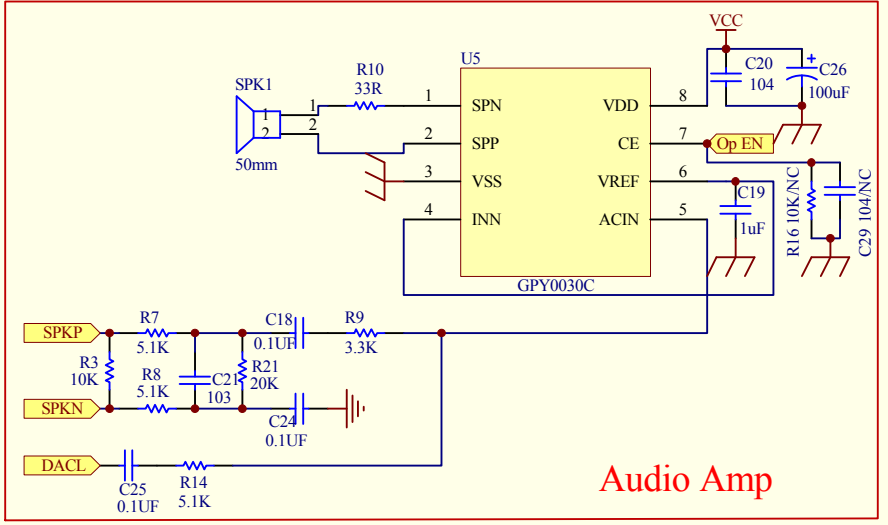 VCC
U5
SPK1
R10
33R
C20
104
C26
100uF
+
1
2
1
2
50mm
1
SPN
2
SPP
3
VSS
4
INN
VDD
8
CE
7
VREF
6
ACIN
5
Op EN
C19
1uF
R16 10K/NC
C29 104/NC
GPY0030C
SPKP
R7
5.1K
C18
0.1UF
R9
3.3K
R3
10K
R8
5.1K
C21
103
R21
20K
SPKN
C24
0.1UF
DACL
C25
0.1UF
R14
5.1K
Audio Amp